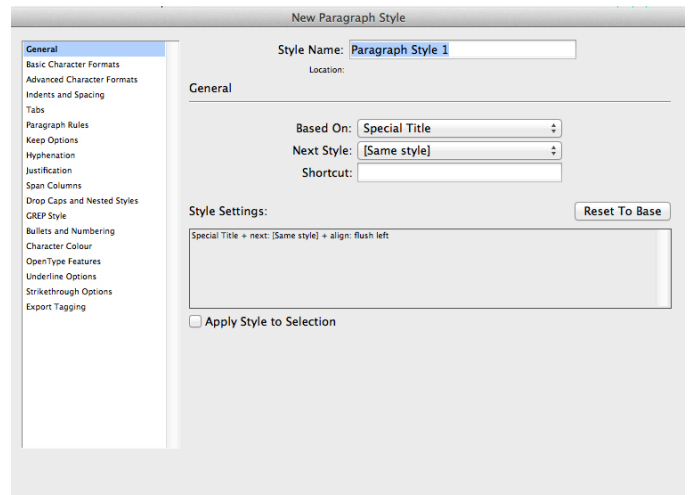 New Paragraph Style
General
Basic Character Formats
Advanced Character Formats
Indents and Spacing
Tabs
Paragraph Rules
Keep Options
Hyphenation
Justification
Span Columns
Drop Caps and Nested Styles
GREP Style
Bullets and Numbering
Character Colour
OpenType Features
Underline Options
Strikethrough Options
Export Tagging
Style Name: Paragraph Style 1
Location:
General
Based On: Special Title
Next Style: [Same style]
Shortcut:
Style Settings: Reset To Base
Special Title + next: [Same style] + align: flush left
Apply Style to Selection